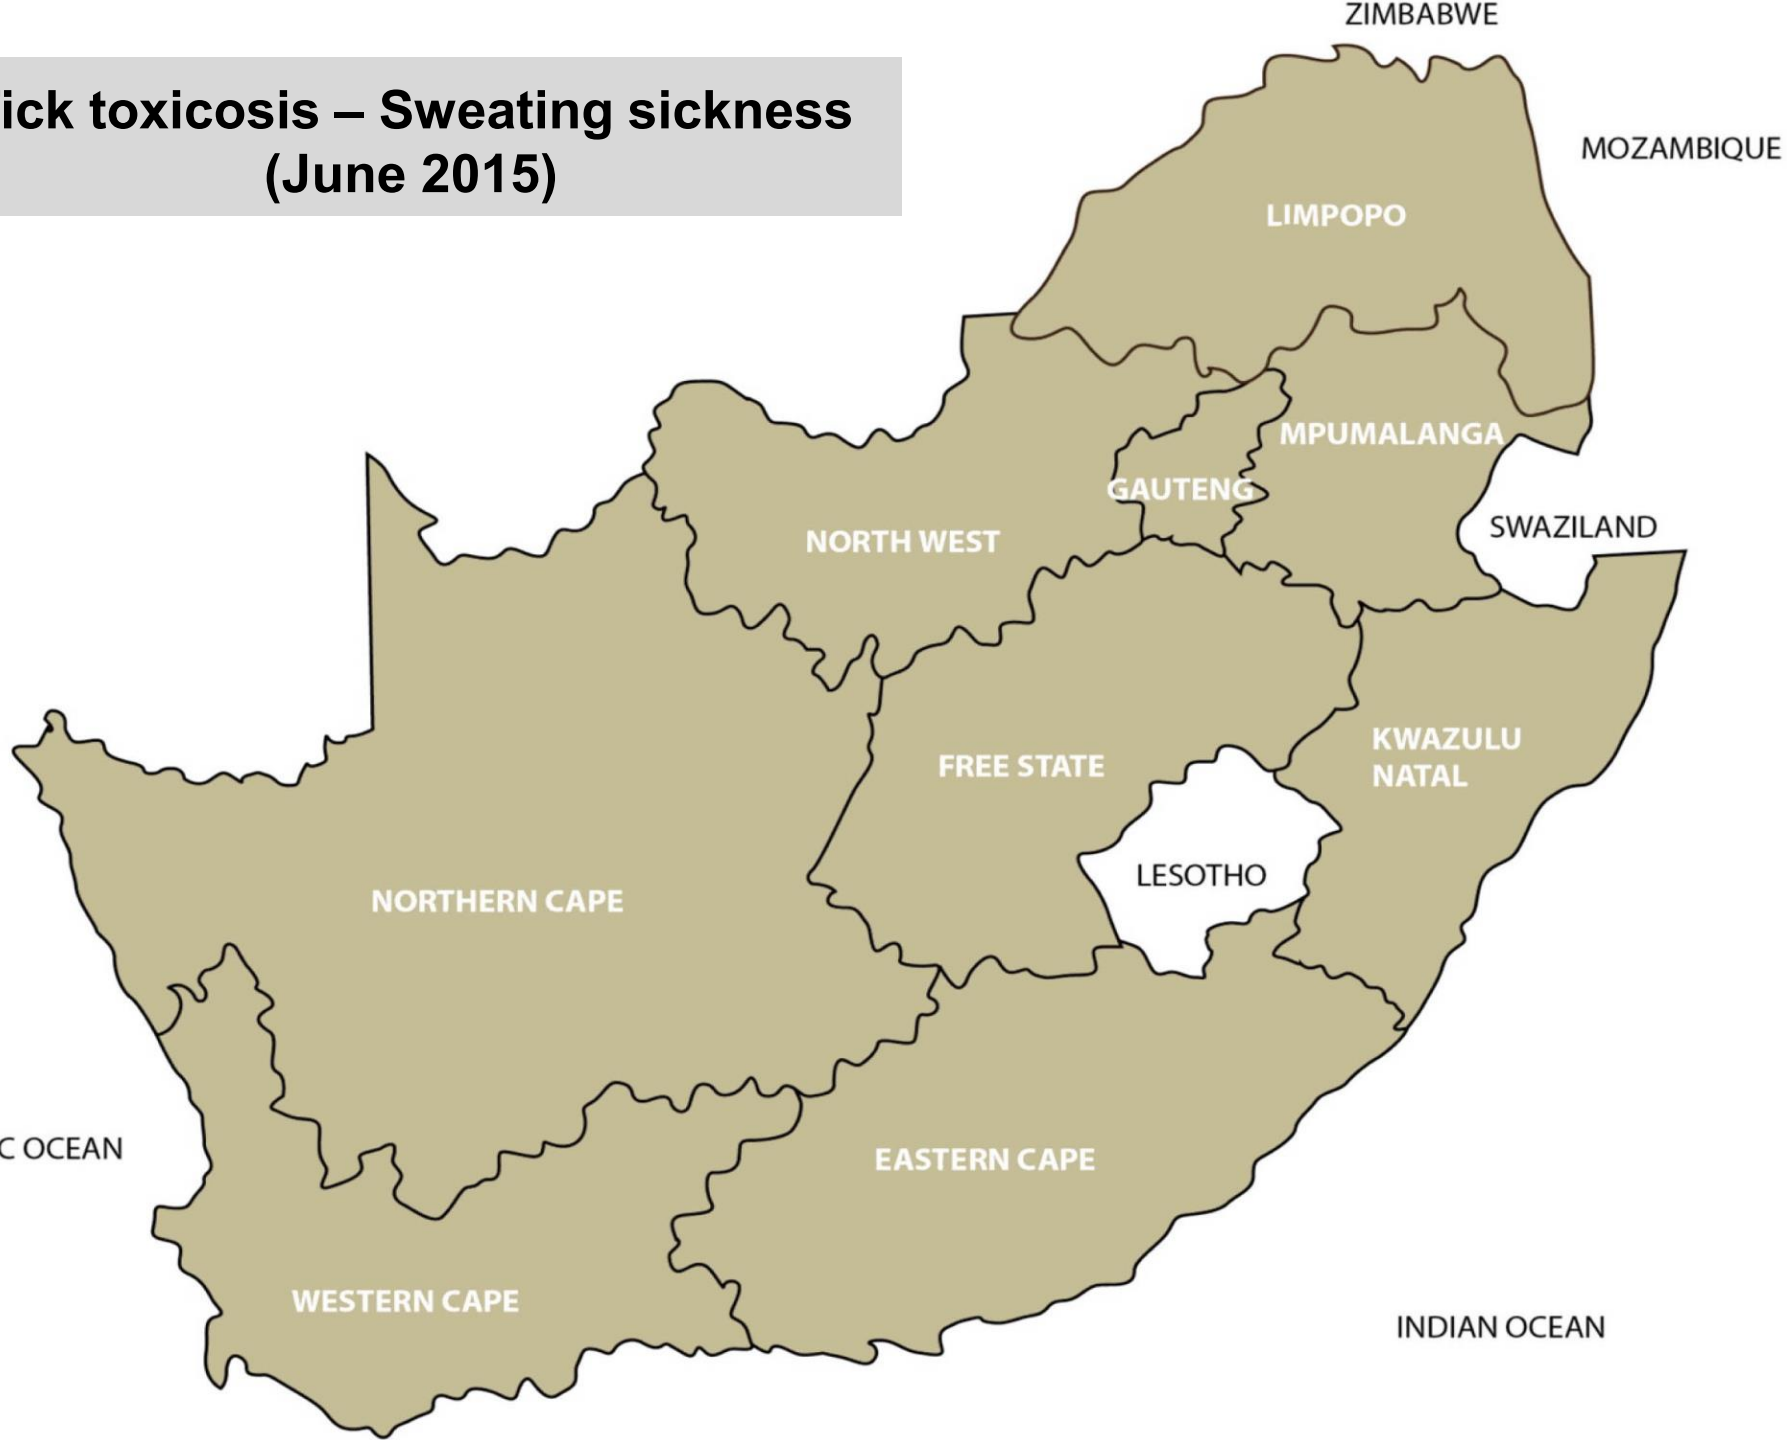 ZIMBABWE
ick toxicosis – Sweating sickness
(June 2015)
MOZAMBIQUE
LIMPOPO
MPUMALANGA
GAUTENG
SWAZILAND
NORTH WEST
KWAZULU
NATAL
FREE STATE
LESOTHO
NORTHERN CAPE
C OCEAN
EASTERN CAPE
WESTERN CAPE
INDIAN OCEAN